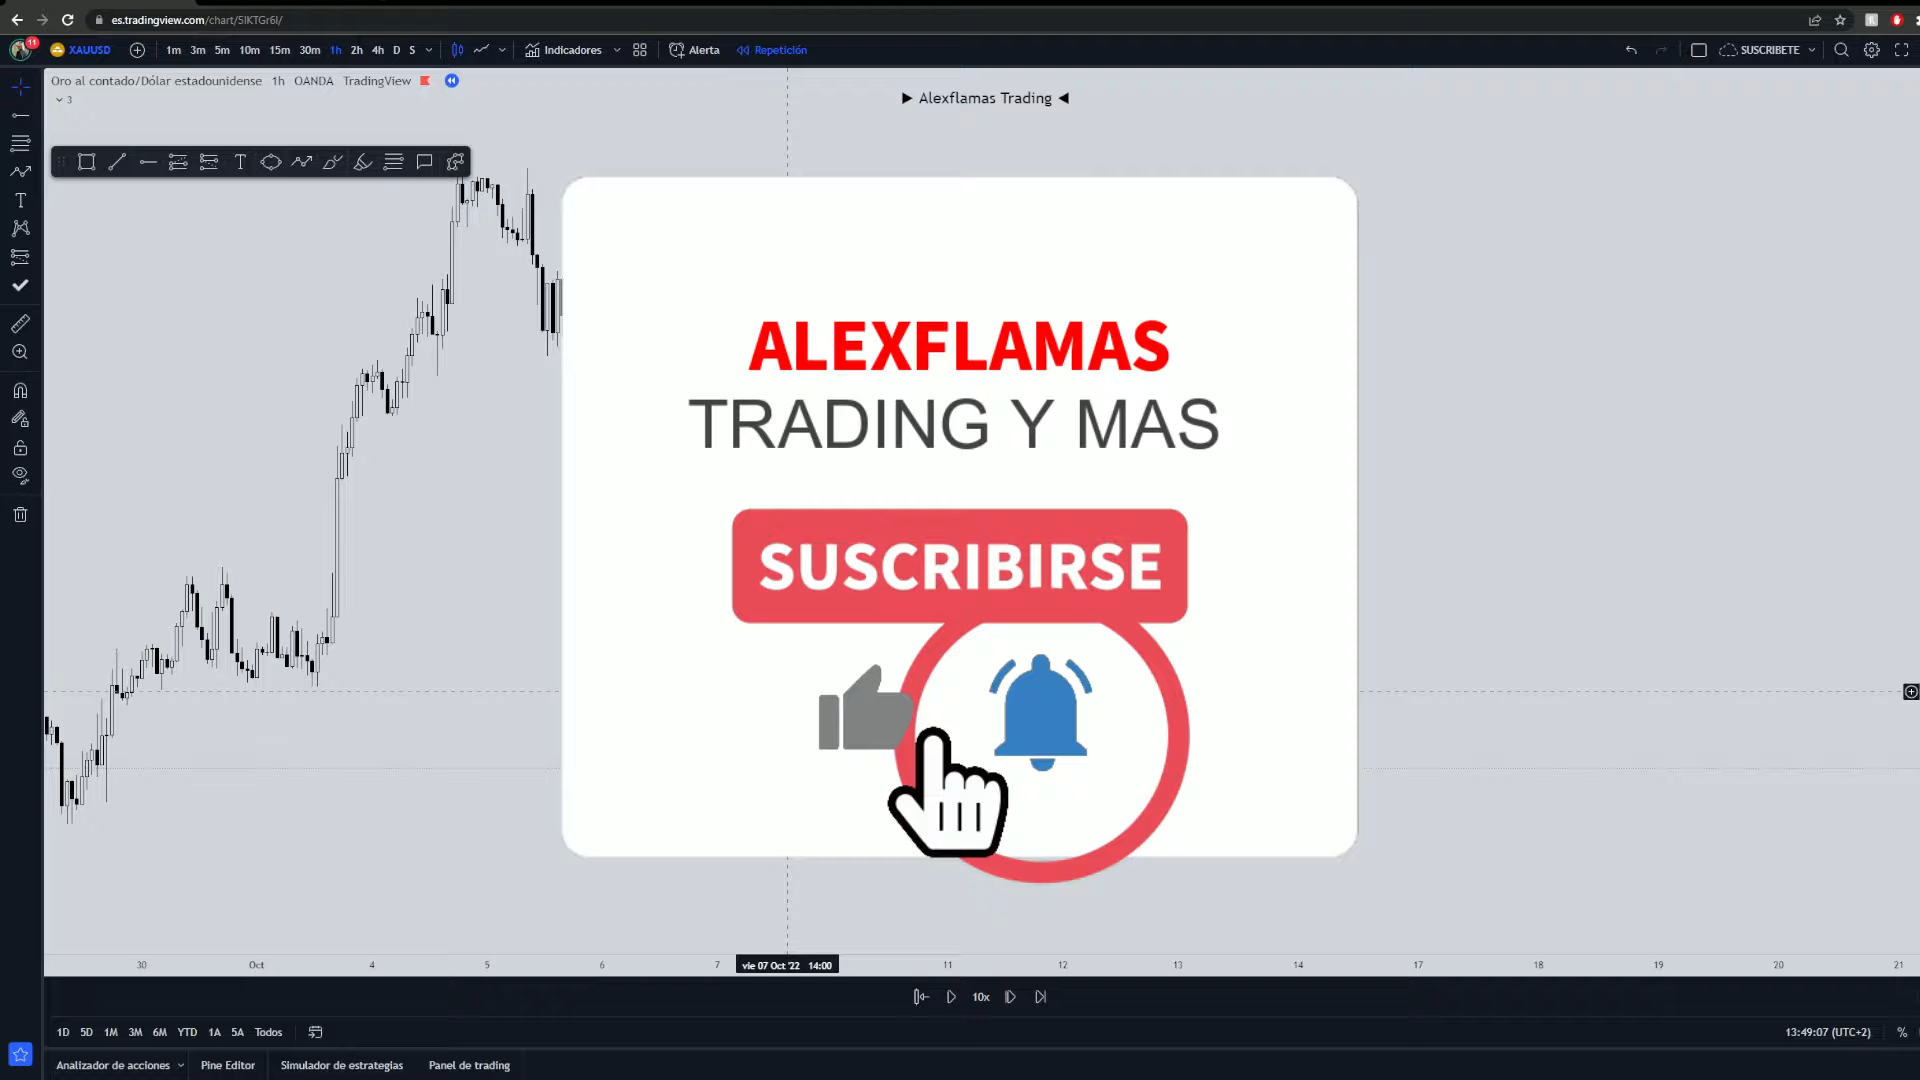 es.tradingview.com/chart/5IKTGr6I/
11
XAUUSD 1m 3m 5m 10m 15m 30m 1h 2h 4h D S Indicadores Alerta Repetición SUSCRIBETE
Oro al contado/Dólar estadounidense 1h OANDA TradingView
3
▶ Alexflamas Trading ◀
T
T
ALEXFLAMAS
TRADING Y MAS
SUSCRIBIRSE
30 Oct 4 5 6 7 vie 07 Oct '22 14:00 11 12 13 14 17 18 19 20 21
10x
1D 5D 1M 3M 6M YTD 1A 5A Todos 13:49:07 (UTC+2) %
Analizador de acciones Pine Editor Simulador de estrategias Panel de trading